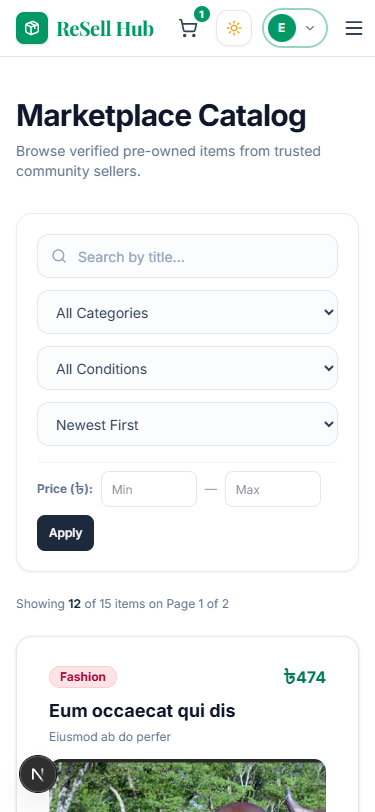 ReSell Hub
1
E
Marketplace Catalog
Browse verified pre-owned items from trusted
community sellers.
Search by title...
All Categories
All Conditions
Newest First
Price (৳):
Min
—
Max
Apply
Showing 12 of 15 items on Page 1 of 2
Fashion
৳474
Eum occaecat qui dis
Eiusmod ab do perfer
N